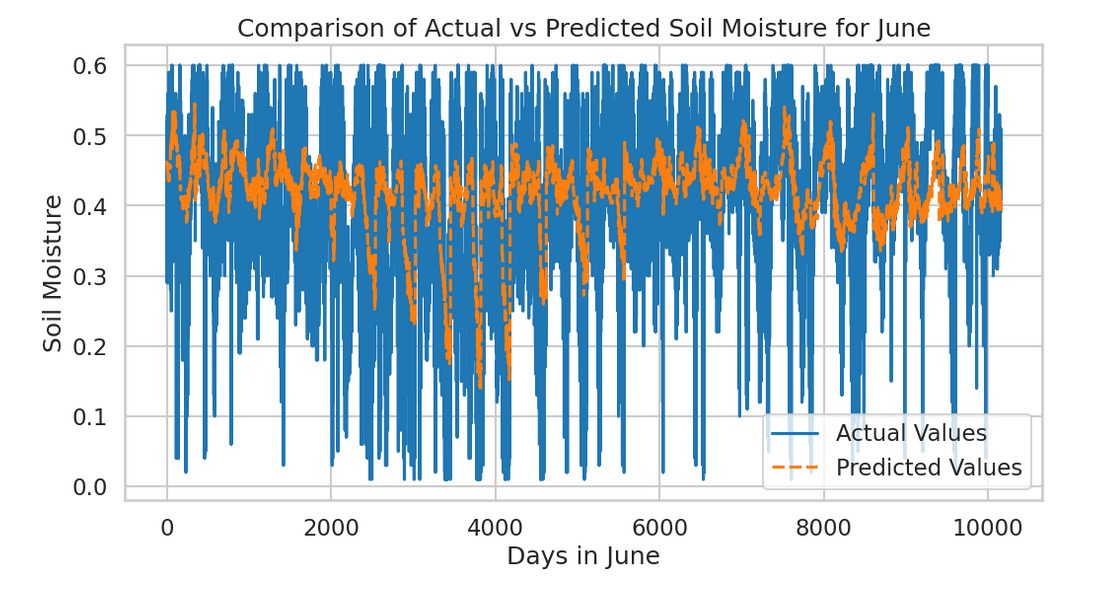 Comparison of Actual vs Predicted Soil Moisture for June
0.6
0.5
0.4
0.3
0.2
0.1
0.0
Soil Moisture
Actual Values
Predicted Values
0 2000 4000 6000 8000 10000
Days in June